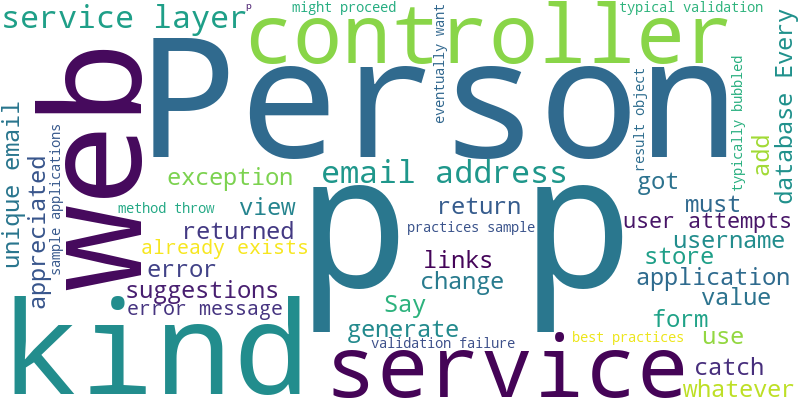 service layer
p
might proceed
controller
typical validation
eventually want
web
Person
result object
typically bubbled
database Every
unique email
appreciated
sample applications
exception
email address
got
add
method throw
view
return
must
returned
practices sample
user attempts
already exists
links
username
error
change
store
suggestions
application
error message
Say
value
p p
kind
generate
form
validation failure
best practices
use
service
catch
whatever